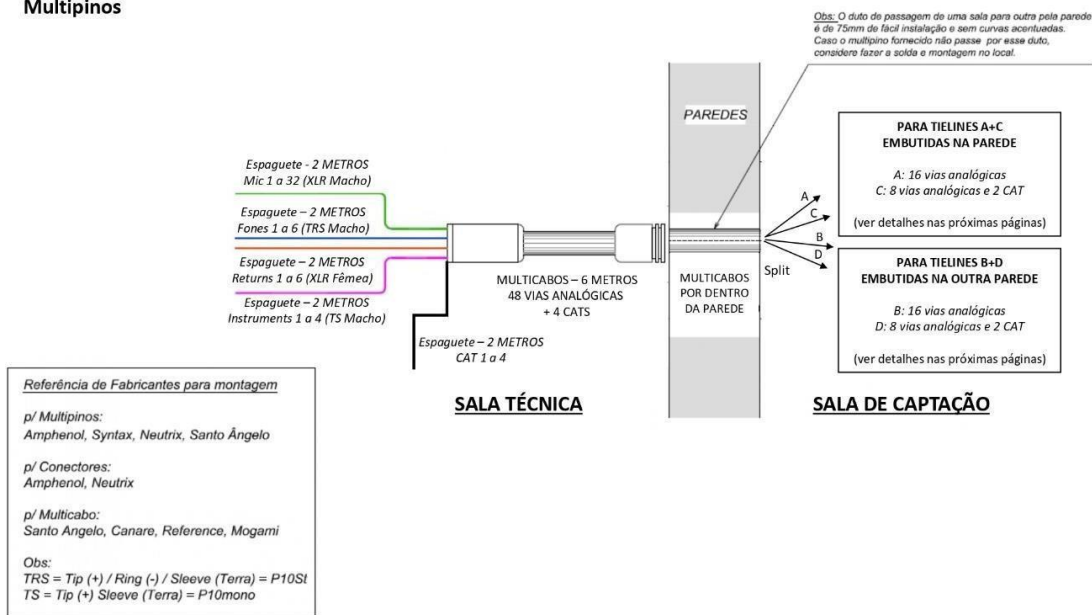 Multipinos
Obs: O duto de passagem de uma sala para outra pela parede
é de 75mm de fácil instalação e sem curvas acentuadas.
Caso o multipino fornecido não passe por esse duto,
considere fazer a solda e montagem no local.
Espaguete - 2 METROS
Mic 1 a 32 (XLR Macho)
Espaguete – 2 METROS
Fones 1 a 6 (TRS Macho)
Espaguete – 2 METROS
Returns 1 a 6 (XLR Fêmea)
Espaguete – 2 METROS
Instruments 1 a 4 (TS Macho)
Espaguete – 2 METROS
CAT 1 a 4
MULTICABOS – 6 METROS
48 VIAS ANALÓGICAS
+ 4 CATS
SALA TÉCNICA
PAREDES
MULTICABOS
POR DENTRO
DA PAREDE
A
C
B
D
Split
PARA TIELINES A+C
EMBUTIDAS NA PAREDE
A: 16 vias analógicas
C: 8 vias analógicas e 2 CAT
(ver detalhes nas próximas páginas)
PARA TIELINES B+D
EMBUTIDAS NA OUTRA PAREDE
B: 16 vias analógicas
D: 8 vias analógicas e 2 CAT
(ver detalhes nas próximas páginas)
SALA DE CAPTAÇÃO
Referência de Fabricantes para montagem
p/ Multipinos:
Amphenol, Syntax, Neutrix, Santo Ângelo
p/ Conectores:
Amphenol, Neutrix
p/ Multicabo:
Santo Angelo, Canare, Reference, Mogami
Obs:
TRS = Tip (+) / Ring (-) / Sleeve (Terra) = P10St
TS = Tip (+) Sleeve (Terra) = P10mono